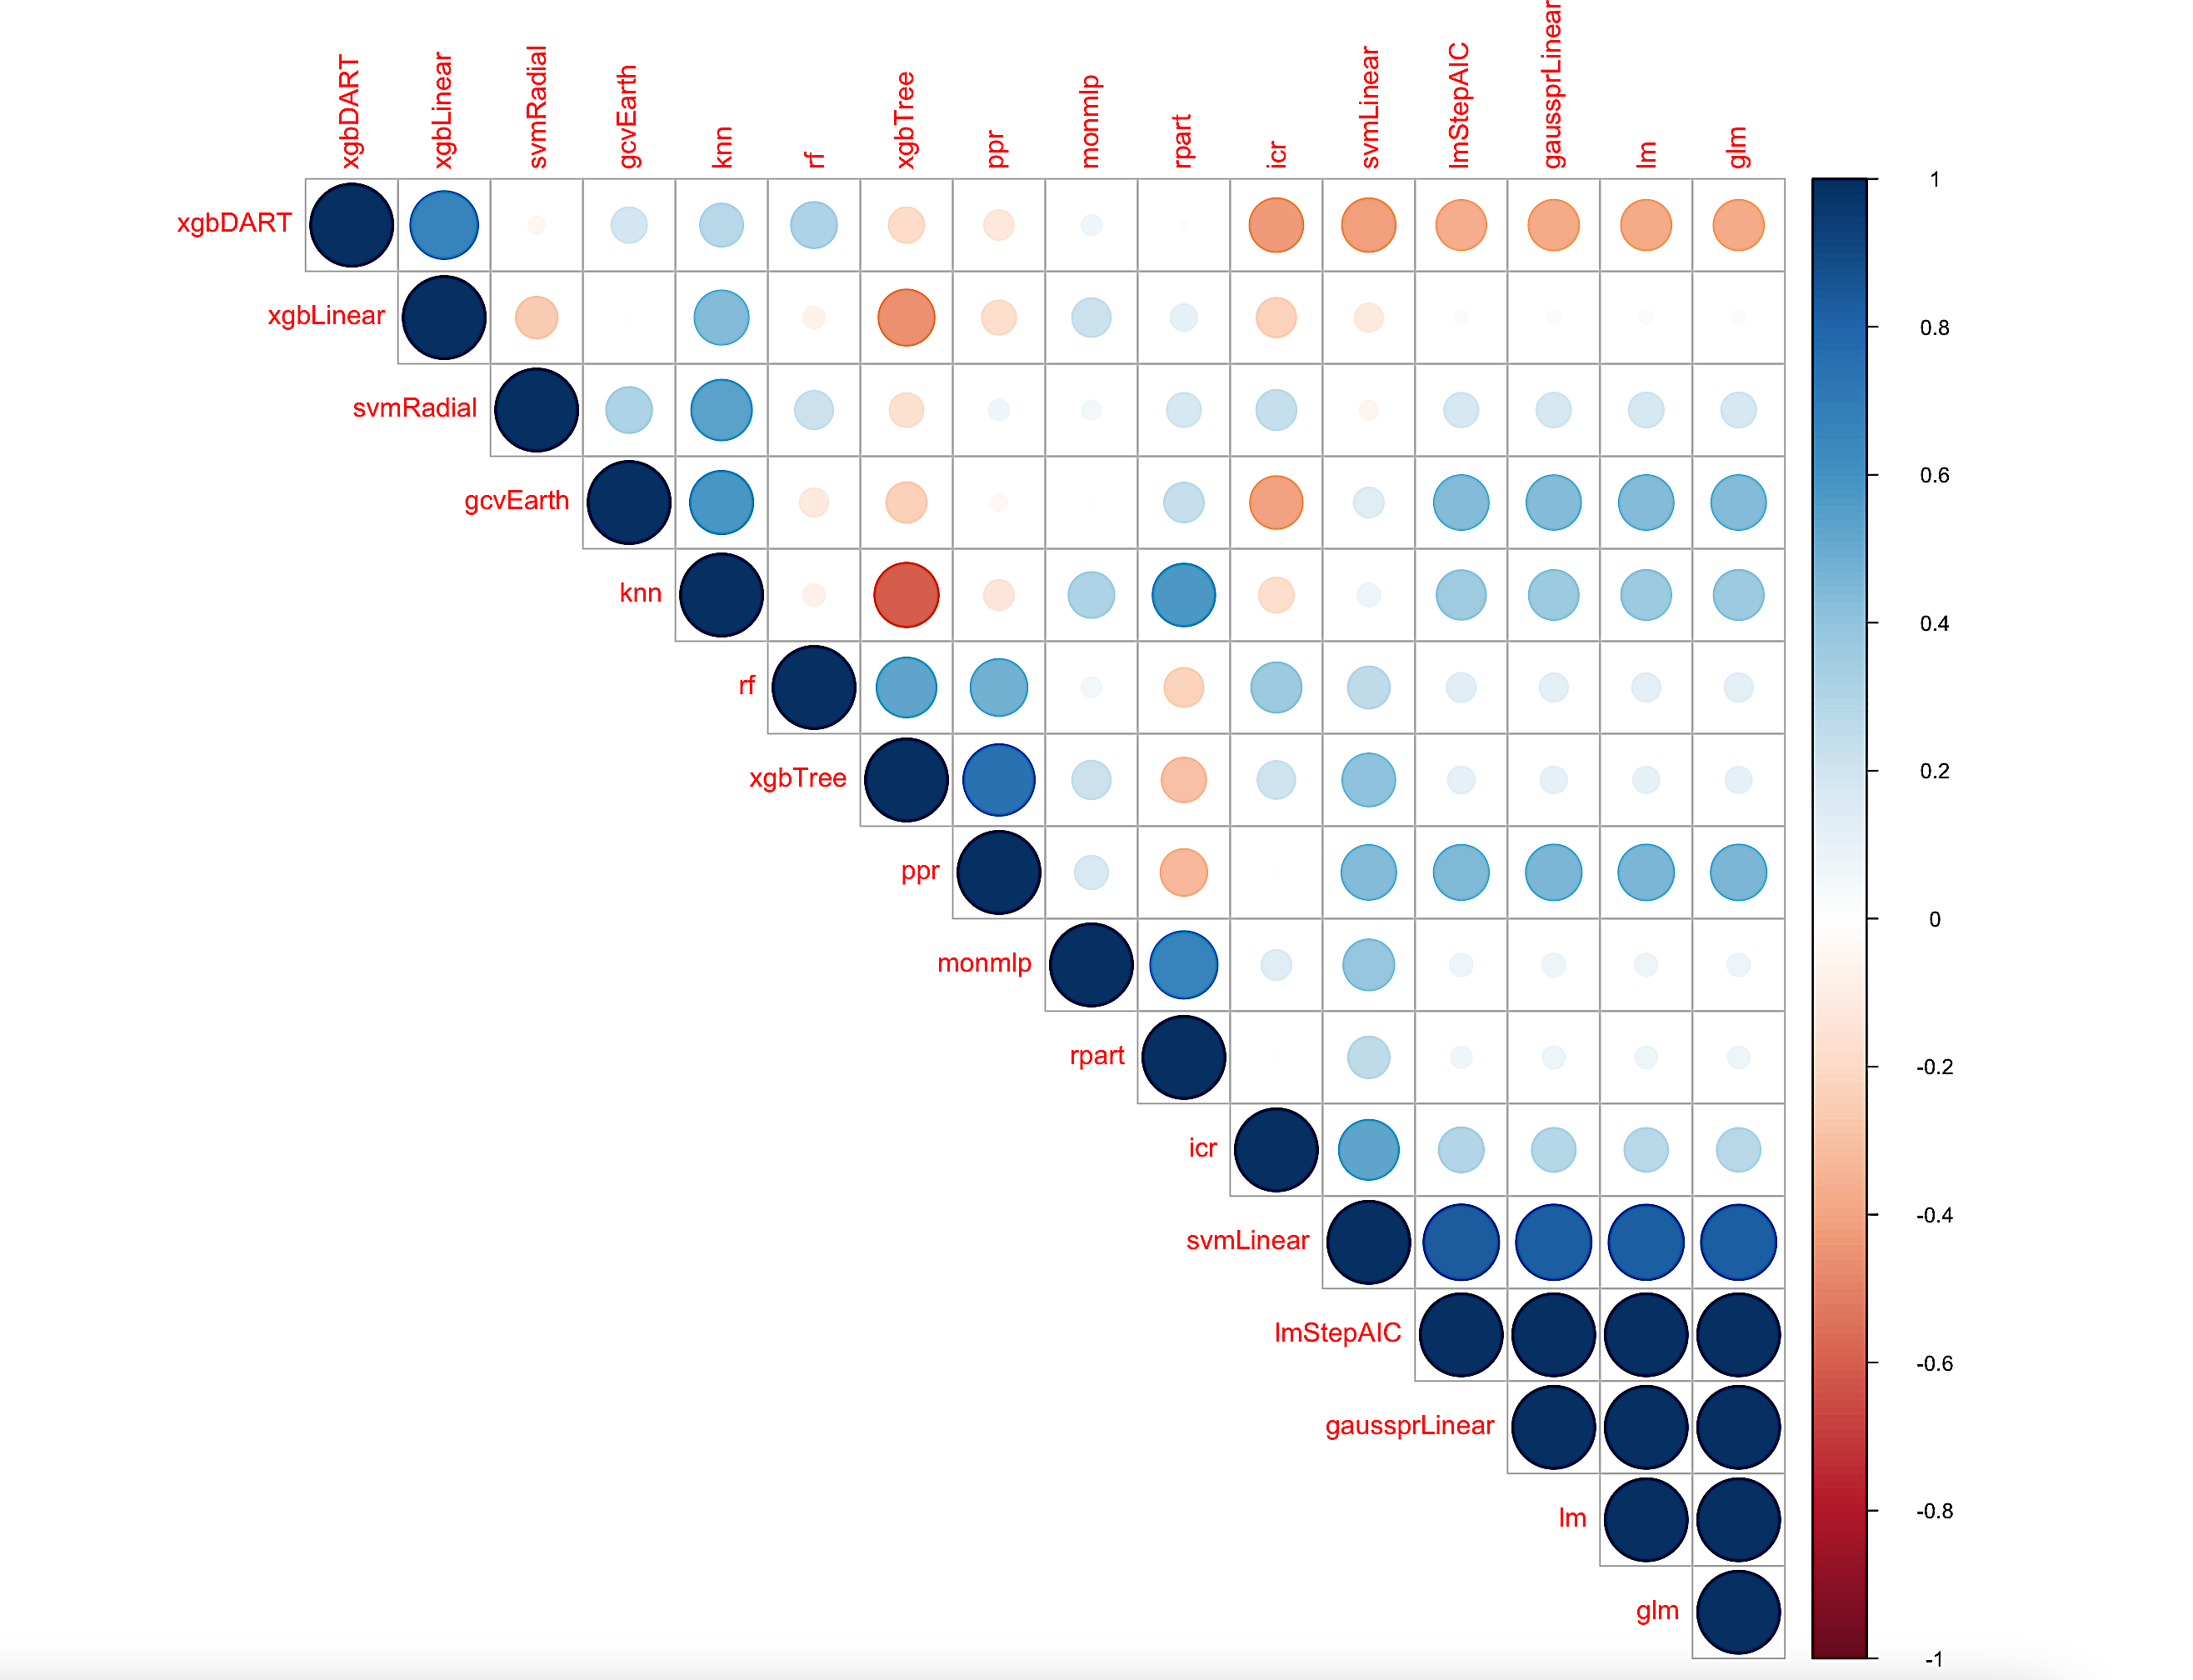 xgbDART
xgbLinear
svmRadial
gcvEarth
knn
rf
xgbTree
ppr
monmlp
rpart
icr
svmLinear
lmStepAIC
gaussprLinear
lm
glm
xgbDART
xgbLinear
svmRadial
gcvEarth
knn
rf
xgbTree
ppr
monmlp
rpart
icr
svmLinear
lmStepAIC
gaussprLinear
lm
glm
1
0.8
0.6
0.4
0.2
0
-0.2
-0.4
-0.6
-0.8
-1